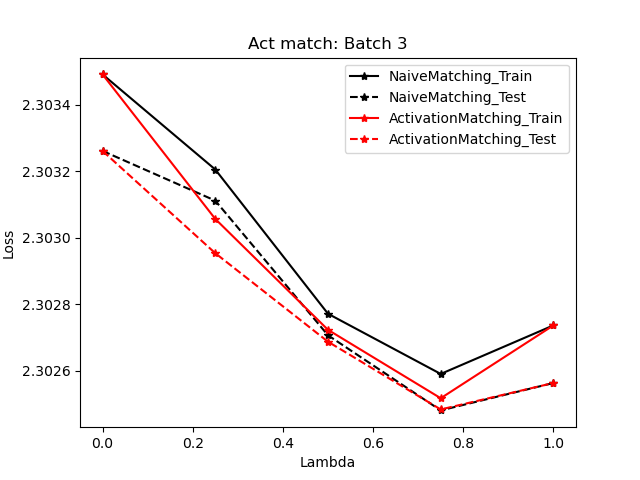 Act match: Batch 3
NaiveMatching_Train
NaiveMatching_Test
ActivationMatching_Train
ActivationMatching_Test
2.3034
2.3032
2.3030
2.3028
2.3026
Loss
0.0 0.2 0.4 0.6 0.8 1.0
Lambda